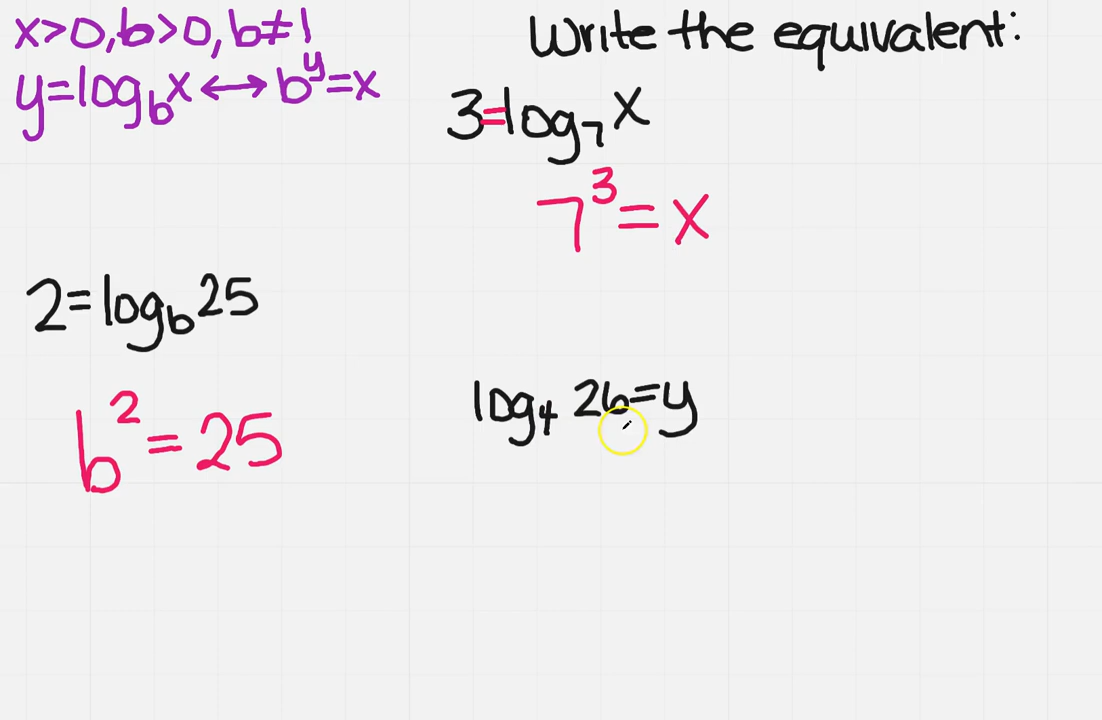 x>0, b>0, b≠1
y=log_b x ↔ b^y=x
Write the equivalent:
3=log_7 x
7^3=x
2=log_b 25
b^2=25
log_4 26=y